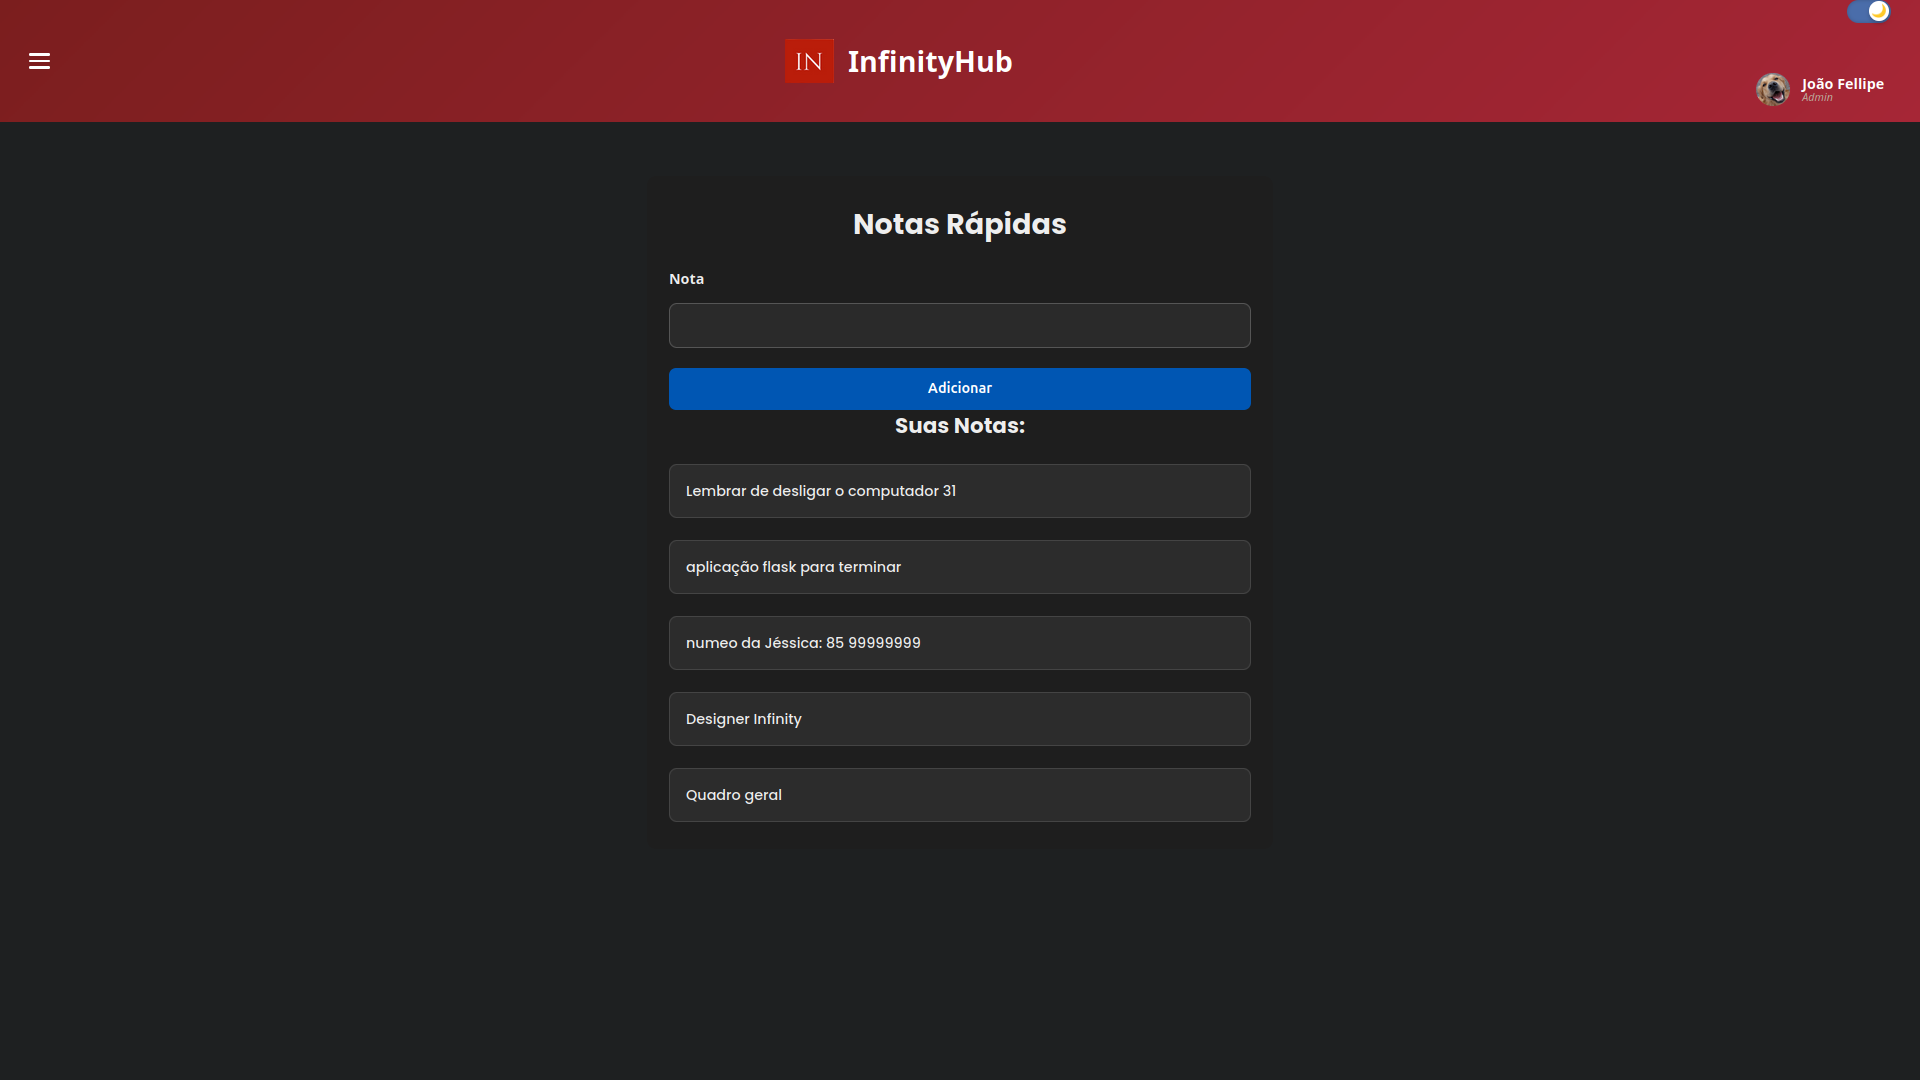 IN InfinityHub
João Fellipe
Admin
Notas Rápidas
Nota
Adicionar
Suas Notas:
Lembrar de desligar o computador 31
aplicação flask para terminar
numeo da Jéssica: 85 99999999
Designer Infinity
Quadro geral